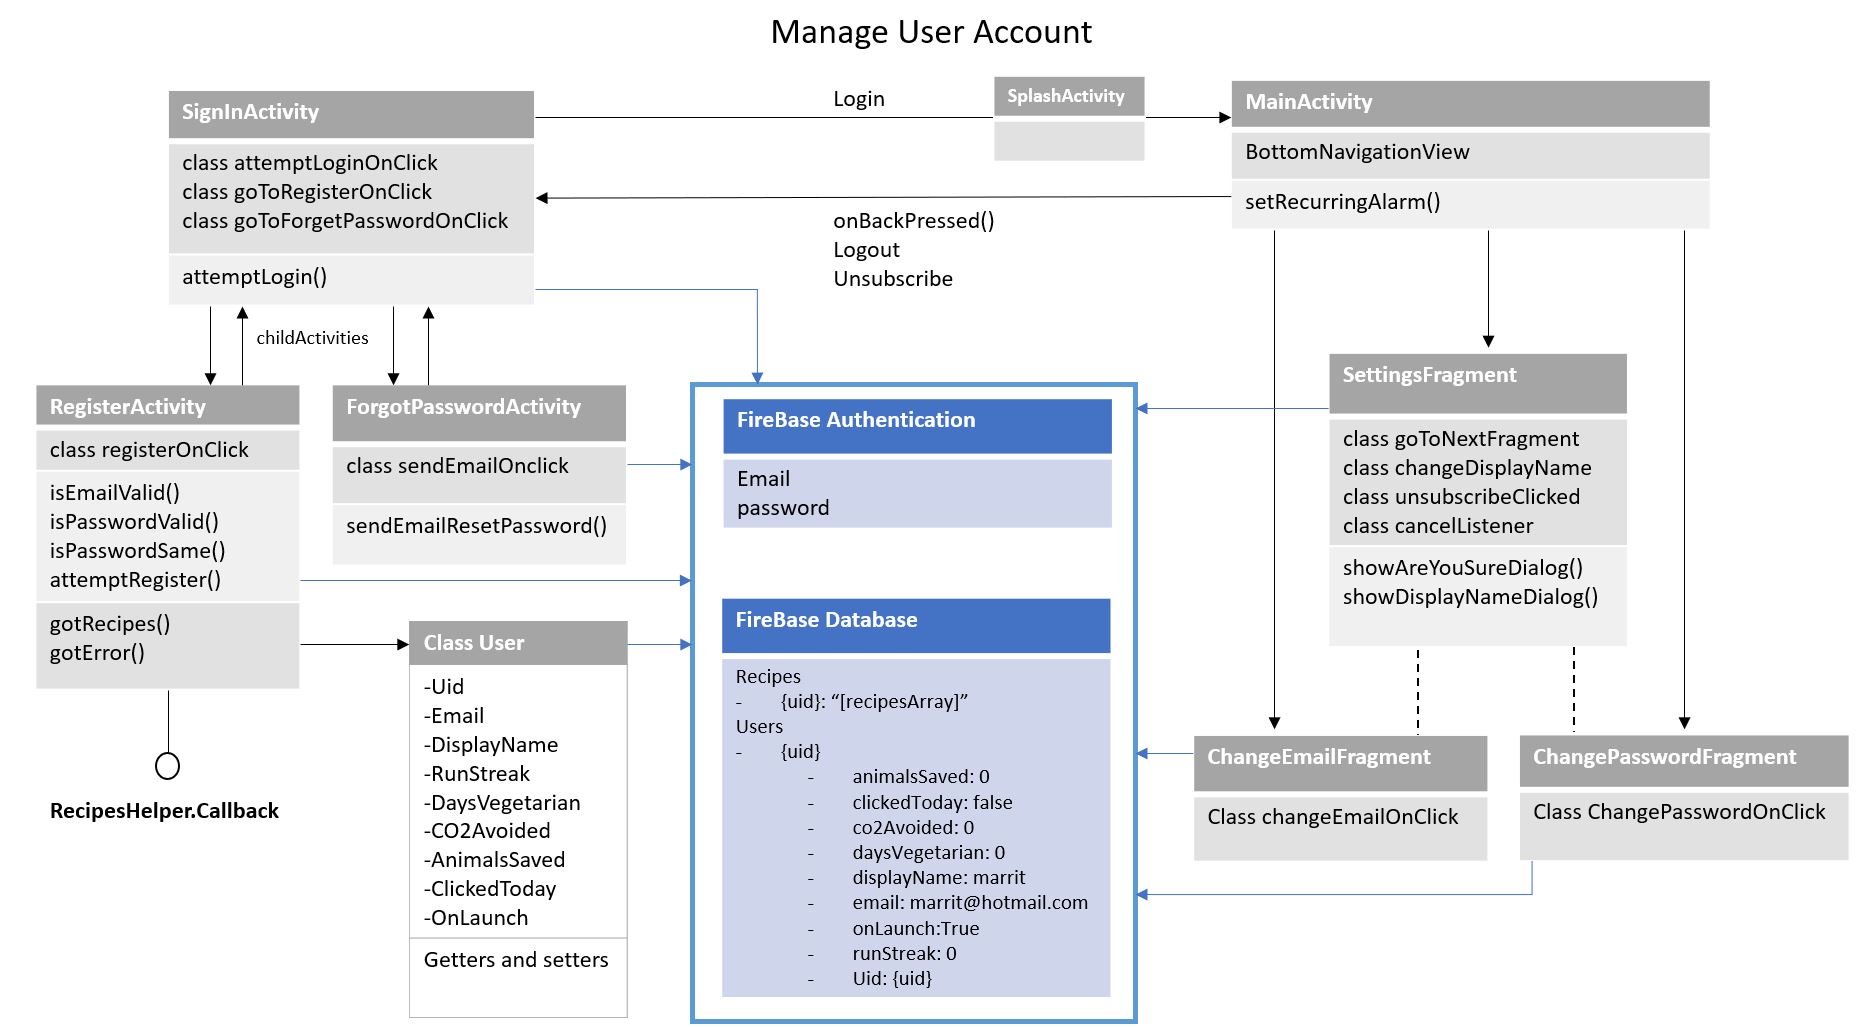 Manage User Account
SignInActivity
class attemptLoginOnClick
class goToRegisterOnClick
class goToForgetPasswordOnClick
attemptLogin()
Login
SplashActivity
MainActivity
BottomNavigationView
setRecurringAlarm()
onBackPressed()
Logout
Unsubscribe
childActivities
RegisterActivity
class registerOnClick
isEmailValid()
isPasswordValid()
isPasswordSame()
attemptRegister()
gotRecipes()
gotError()
RecipesHelper.Callback
ForgotPasswordActivity
class sendEmailOnclick
sendEmailResetPassword()
Class User
-Uid
-Email
-DisplayName
-RunStreak
-DaysVegetarian
-CO2Avoided
-AnimalsSaved
-ClickedToday
-OnLaunch
Getters and setters
FireBase Authentication
Email
password
FireBase Database
Recipes
- {uid}: “[recipesArray]”
Users
- {uid}
- animalsSaved: 0
- clickedToday: false
- co2Avoided: 0
- daysVegetarian: 0
- displayName: marrit
- email: marrit@hotmail.com
- onLaunch:True
- runStreak: 0
- Uid: {uid}
SettingsFragment
class goToNextFragment
class changeDisplayName
class unsubscribeClicked
class cancelListener
showAreYouSureDialog()
showDisplayNameDialog()
ChangeEmailFragment
Class changeEmailOnClick
ChangePasswordFragment
Class ChangePasswordOnClick